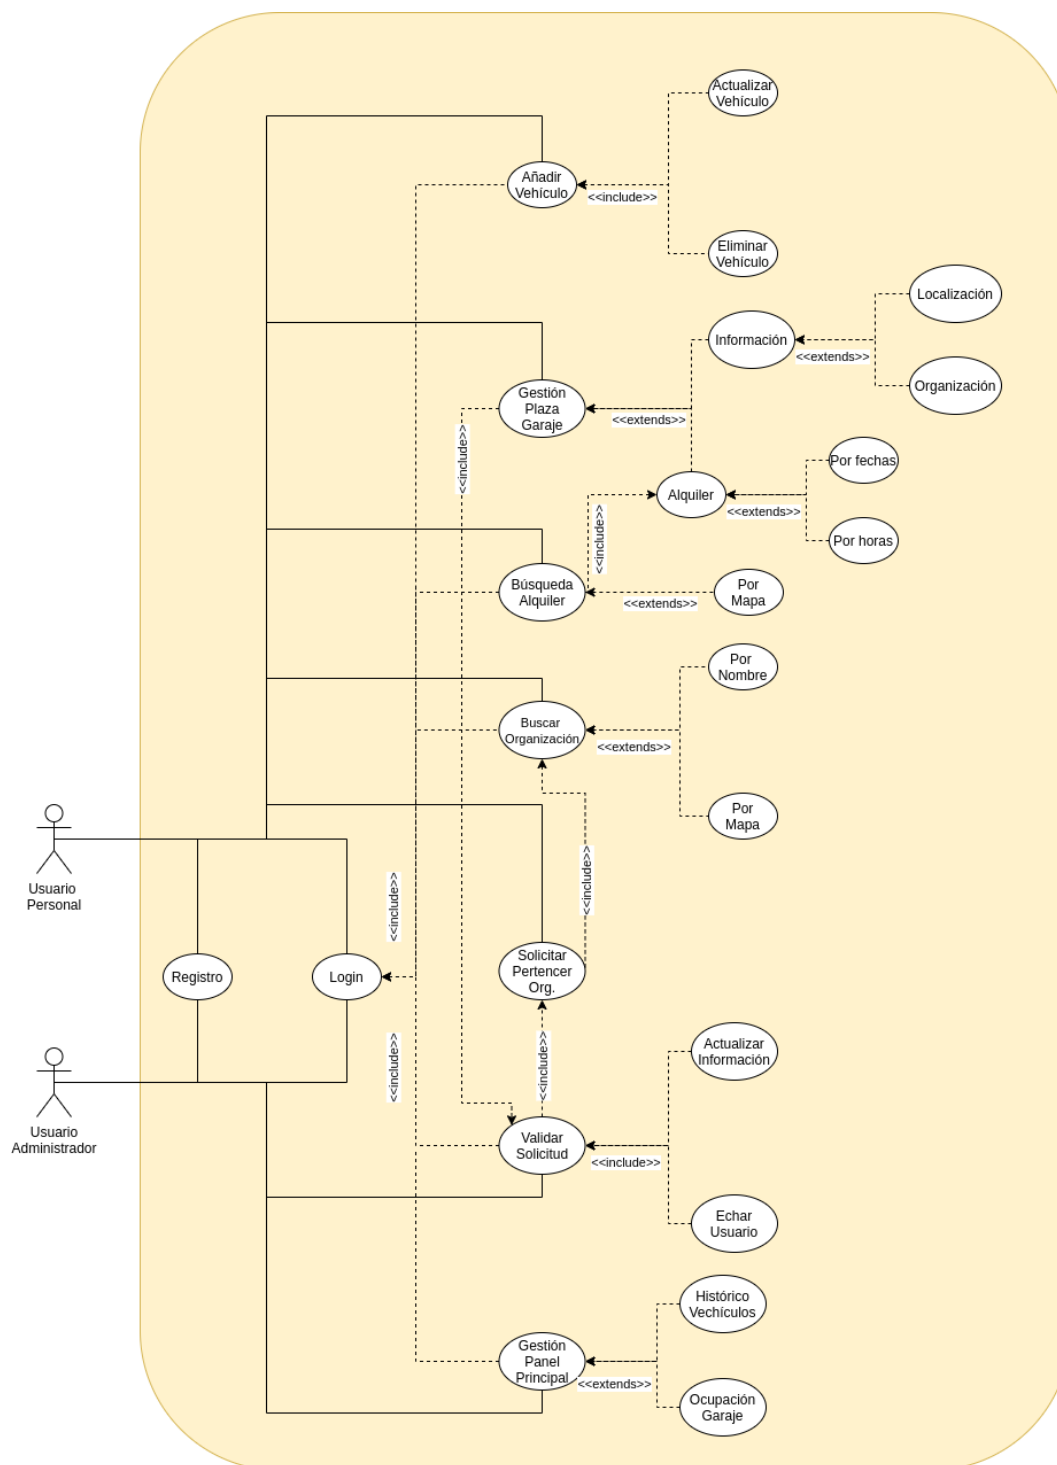 Actualizar
Vehículo
Añadir
Vehículo
<<include>>
Eliminar
Vehículo
Localización
Información
<<extends>>
Organización
Gestión
Plaza
Garaje
<<extends>>
<<include>>
Por fechas
Alquiler
<<extends>>
<<include>>
Por horas
Búsqueda
Alquiler
<<extends>>
Por
Mapa
Por
Nombre
Buscar
Organización
<<extends>>
Por
Mapa
Usuario
Personal
<<include>>
<<include>>
Registro
Login
Solicitar
Pertencer
Org.
Actualizar
Información
<<include>>
<<include>>
Usuario
Administrador
Validar
Solicitud
<<include>>
Echar
Usuario
Histórico
Vechículos
Gestión
Panel
Principal
<<extends>>
Ocupación
Garaje